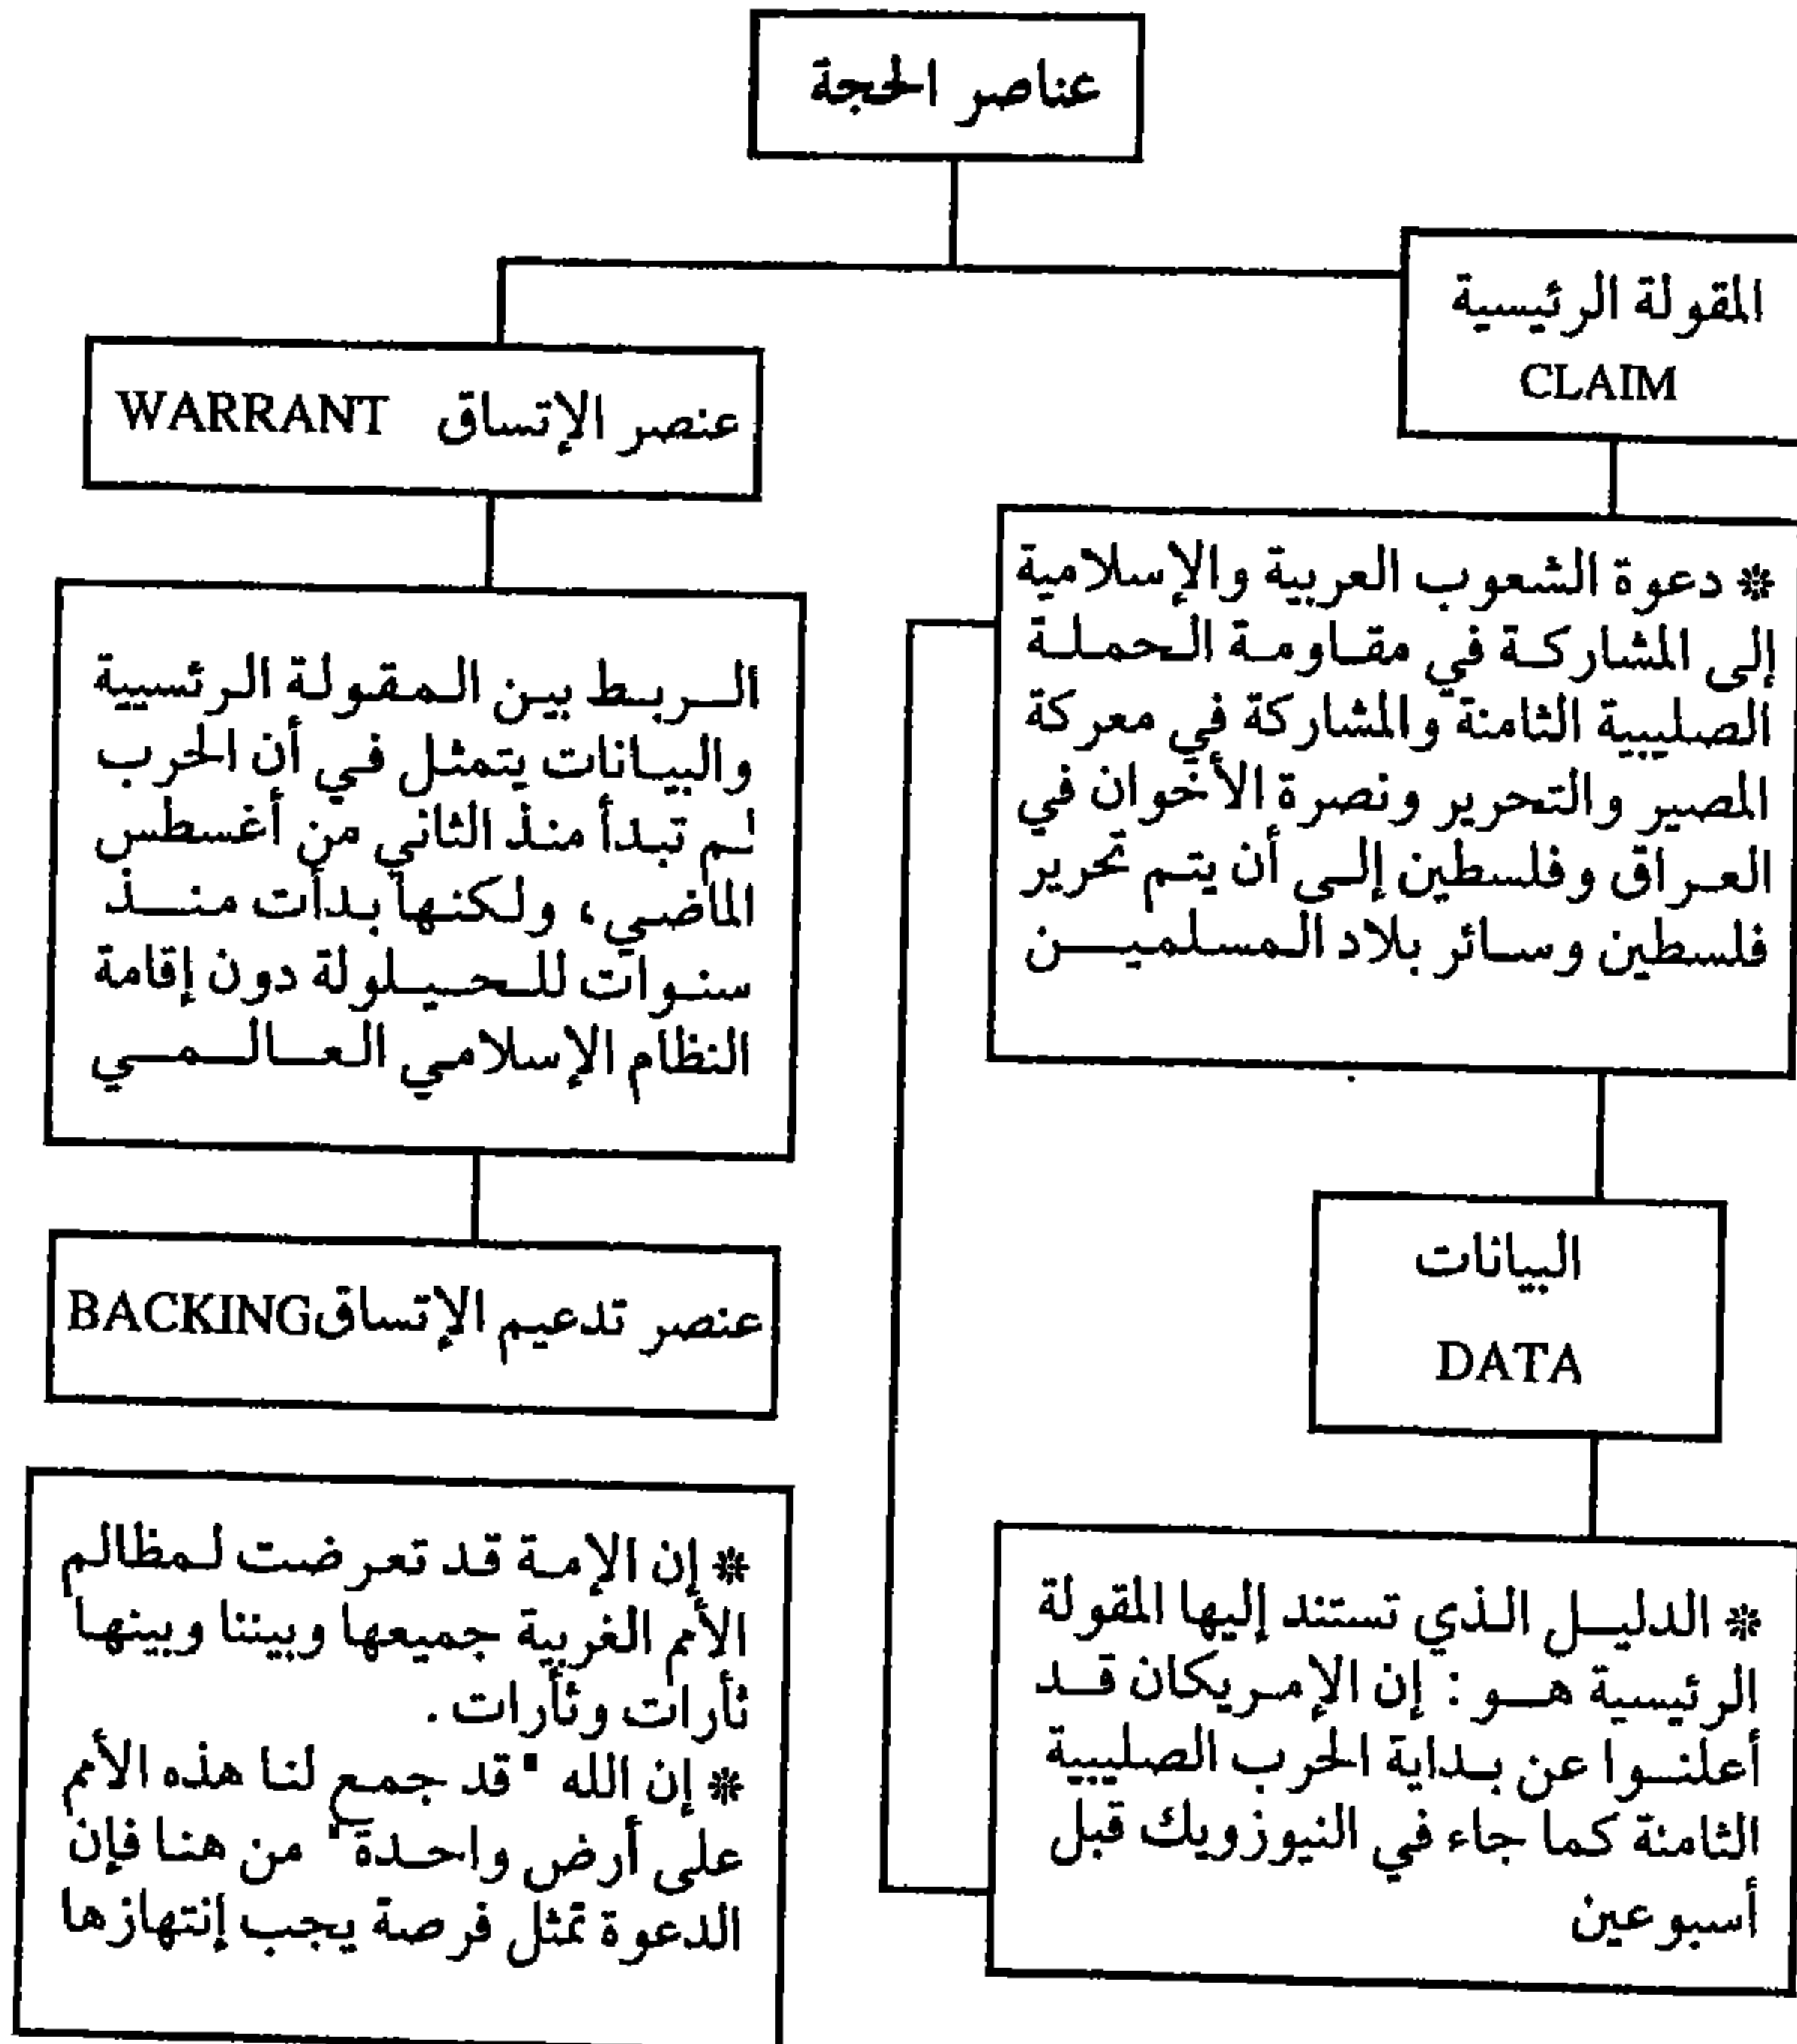 عناصر الحجة
المقولة الرئيسية
CLAIM
* دعوة الشعوب العربية والإسلامية
إلى المشاركة في مقاومة الحملة
الصليبية الثامنة والمشاركة في معركة
المصير والتحرير ونصرة الأخوان في
العراق وفلسطين إلى أن يتم تحرير
فلسطين وسائر بلاد المسلمين
البيانات
DATA
* الدليل الذي تستند إليها المقولة
الرئيسية هو : إن الإمريكان قد
أعلنوا عن بداية الحرب الصليبية
الثامنة كما جاء في النيوزويك قبل
أسبوعين
عنصر الإتساق WARRANT
الربط بين المقولة الرئسيية
والبيانات يتمثل في أن الحرب
لم تبدأ منذ الثاني من أغسطس
الماضي، ولكنها بدأت منذ
سنوات للحيلولة دون إقامة
النظام الإسلامي العالمي
عنصر تدعيم الإتساق BACKING
* إن الإمة قد تعرضت لمظالم
الأمم الغربية جميعها وبيننا وبينها
ثأرات وثأرات .
* إن الله "قد جمع لنا هذه الأمم
على أرض واحدة" من هنا فإن
الدعوة تمثل فرصة يجب إنتهازها